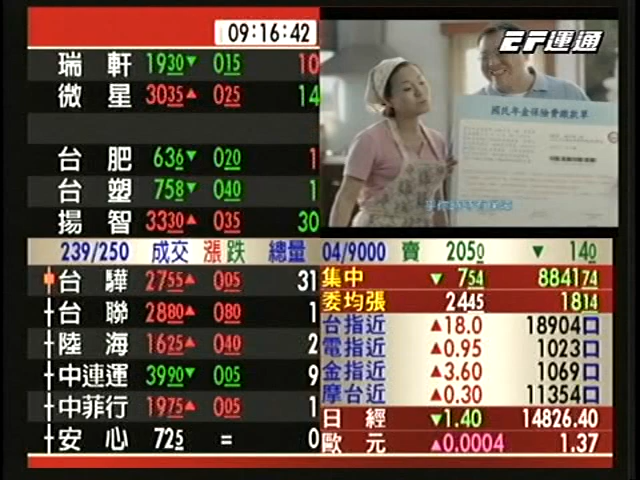 09:16:42
瑞軒 1930▼ 015 10
微星 3035▲ 025 14
台肥 636▼ 020 1
台塑 758▼ 040 1
揚智 3330▲ 035 30
EF運通
國民年金保險費繳款單
239/250 成交 漲跌 總量
台驊 2755▲ 005 31
台聯 2880▲ 080 1
陸海 1625▲ 040 2
中連運 3990▼ 005 9
中菲行 1975▲ 005 1
安心 725 = 0
04/9000 賣 2050 ▼ 140
集中 ▼ 754 884174
委均張 2445 1814
台指近 ▲18.0 18904口
電指近 ▲0.95 1023口
金指近 ▲3.60 1069口
摩台近 ▲0.30 11354口
日經 ▼1.40 14826.40
歐元 ▲0.0004 1.37